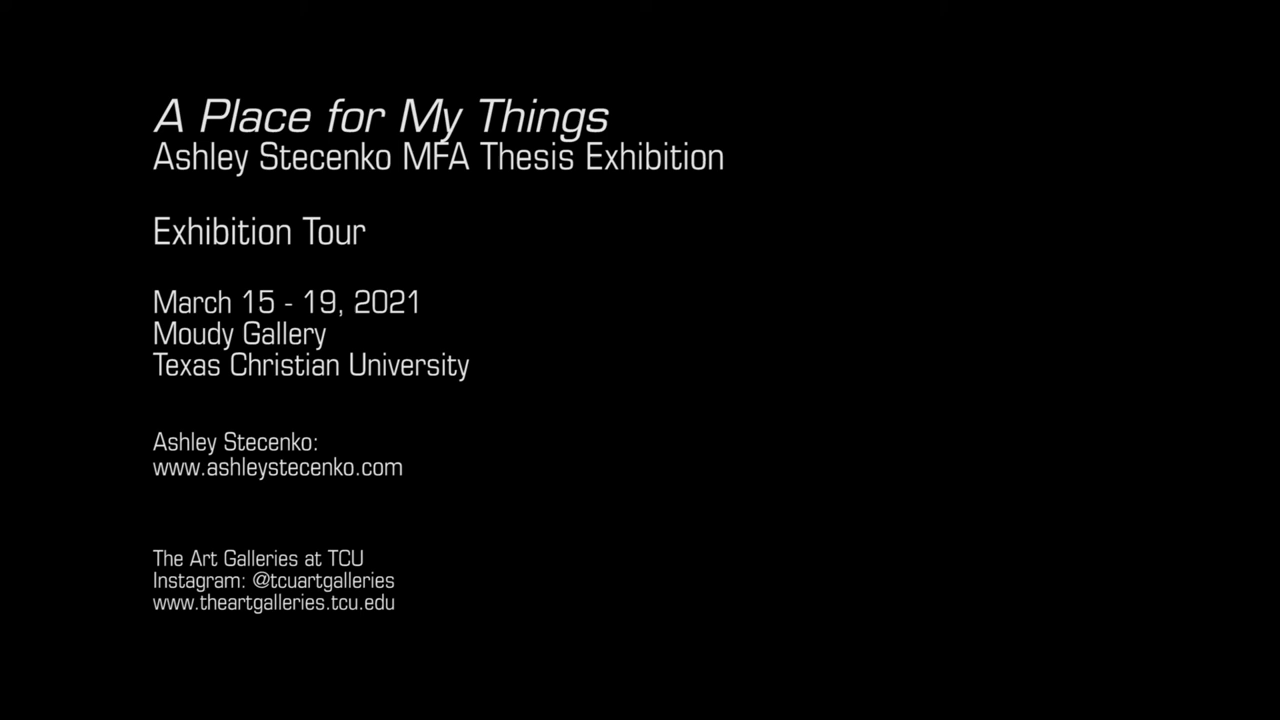 A Place for My Things
Ashley Stecenko MFA Thesis Exhibition
Exhibition Tour
March 15 - 19, 2021
Moudy Gallery
Texas Christian University
Ashley Stecenko:
www.ashleystecenko.com
The Art Galleries at TCU
Instagram: @tcuartgalleries
www.theartgalleries.tcu.edu